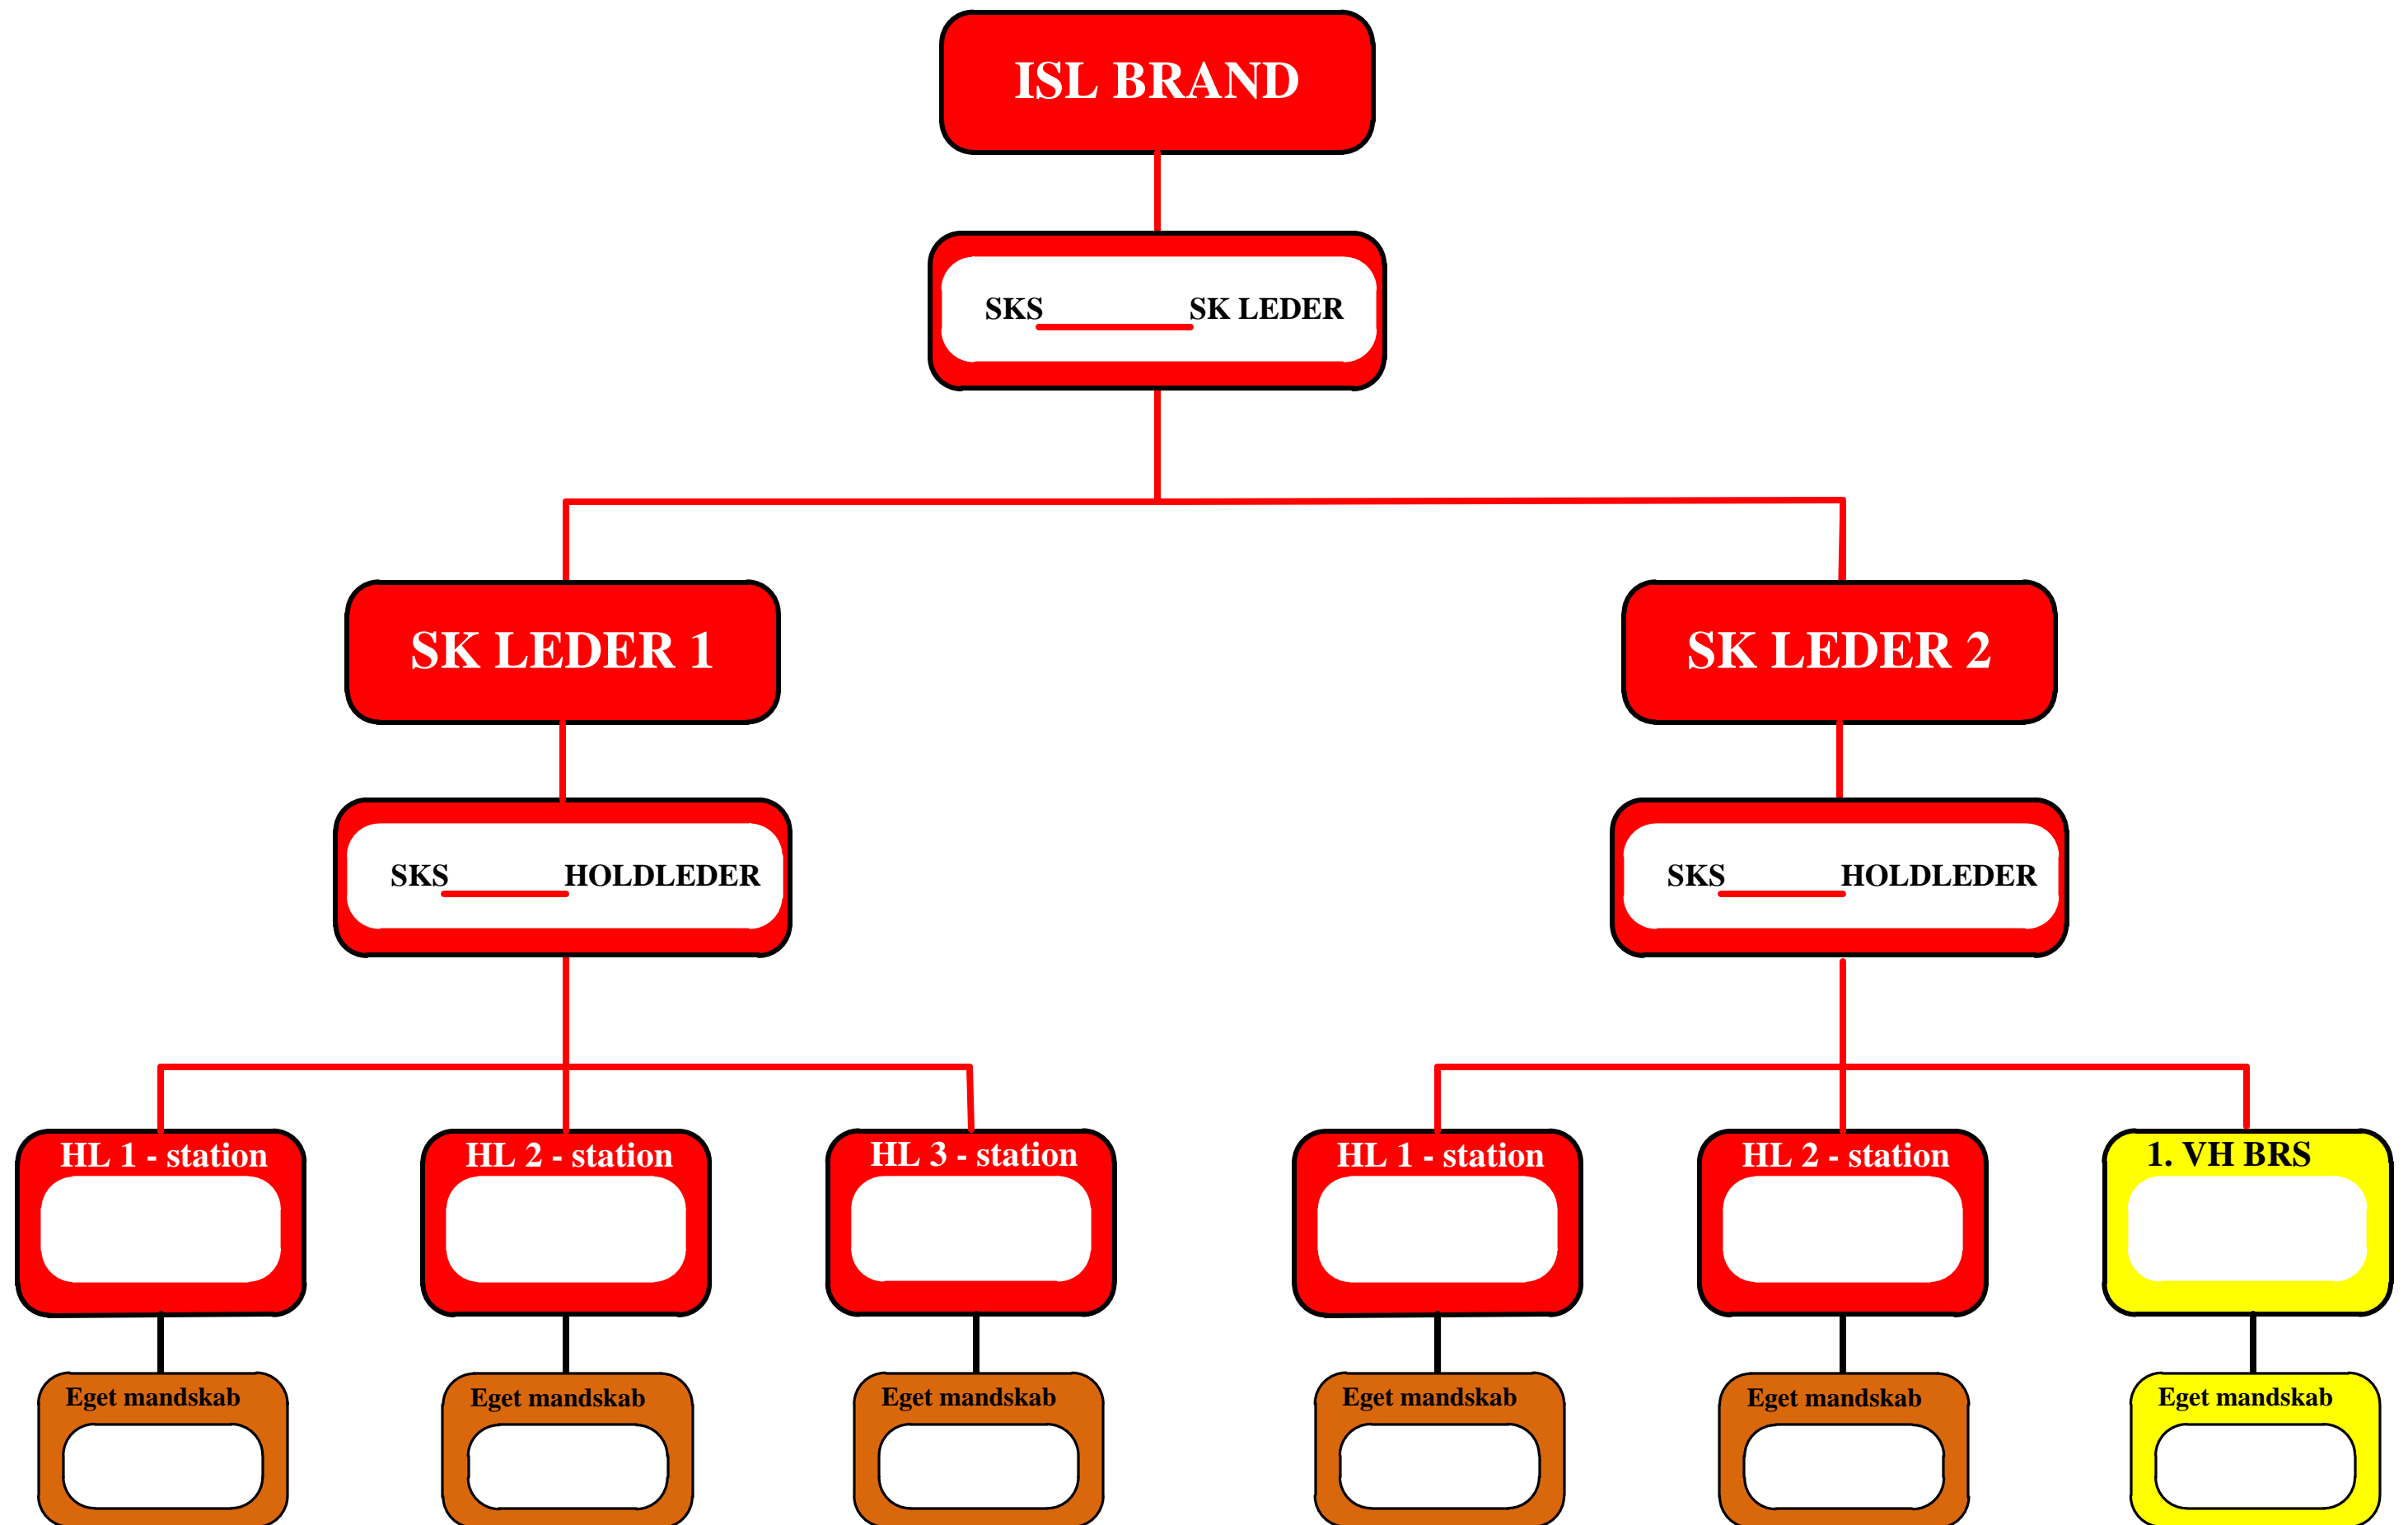 ISL BRAND
SKS SK LEDER
SK LEDER 1 SK LEDER 2
SKS HOLDLEDER SKS HOLDLEDER
HL 1 - station HL 2 - station HL 3 - station HL 1 - station HL 2 - station 1. VH BRS
Eget mandskab Eget mandskab Eget mandskab Eget mandskab Eget mandskab Eget mandskab